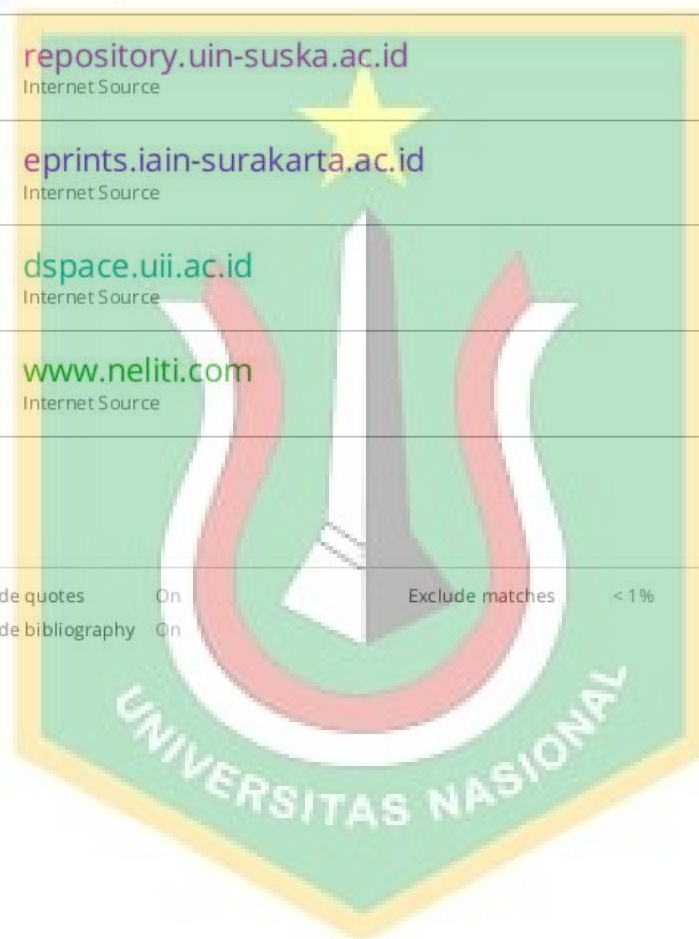 repository.uin-suska.ac.id
Internet Source
eprints.iain-surakarta.ac.id
Internet Source
dspace.uii.ac.id
Internet Source
www.neliti.com
Internet Source
de quotes On Exclude matches < 1%
de bibliography On
UNIVERSITAS NASIONAL